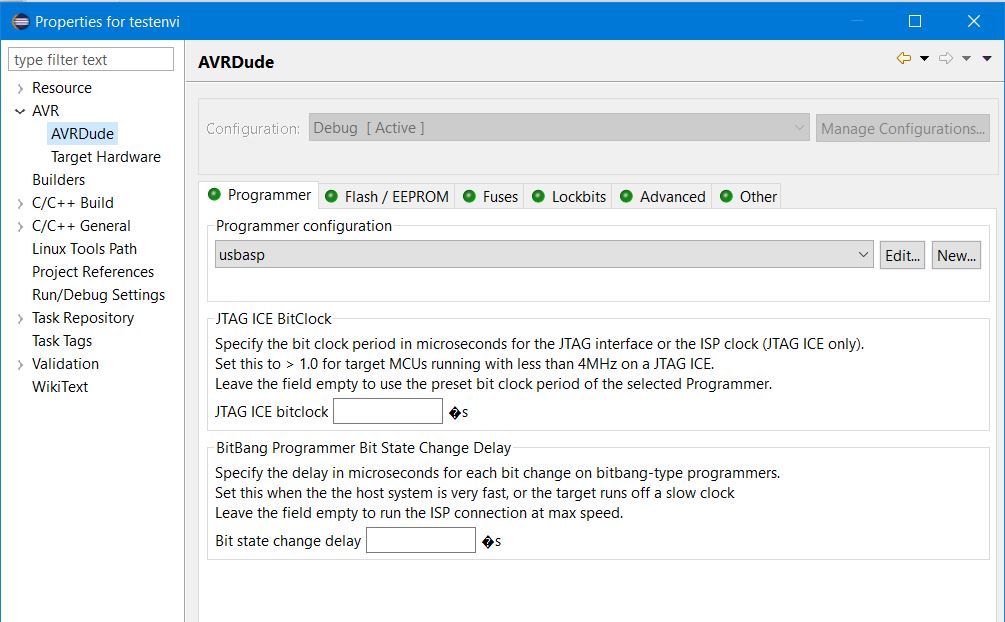 Properties for testenvi
type filter text
Resource
AVR
AVRDude
Target Hardware
Builders
C/C++ Build
C/C++ General
Linux Tools Path
Project References
Run/Debug Settings
Task Repository
Task Tags
Validation
WikiText
AVRDude
Configuration: Debug [ Active ] Manage Configurations...
Programmer Flash / EEPROM Fuses Lockbits Advanced Other
Programmer configuration
usbasp Edit... New...
JTAG ICE BitClock
Specify the bit clock period in microseconds for the JTAG interface or the ISP clock (JTAG ICE only).
Set this to > 1.0 for target MCUs running with less than 4MHz on a JTAG ICE.
Leave the field empty to use the preset bit clock period of the selected Programmer.
JTAG ICE bitclock �s
BitBang Programmer Bit State Change Delay
Specify the delay in microseconds for each bit change on bitbang-type programmers.
Set this when the the host system is very fast, or the target runs off a slow clock
Leave the field empty to run the ISP connection at max speed.
Bit state change delay �s